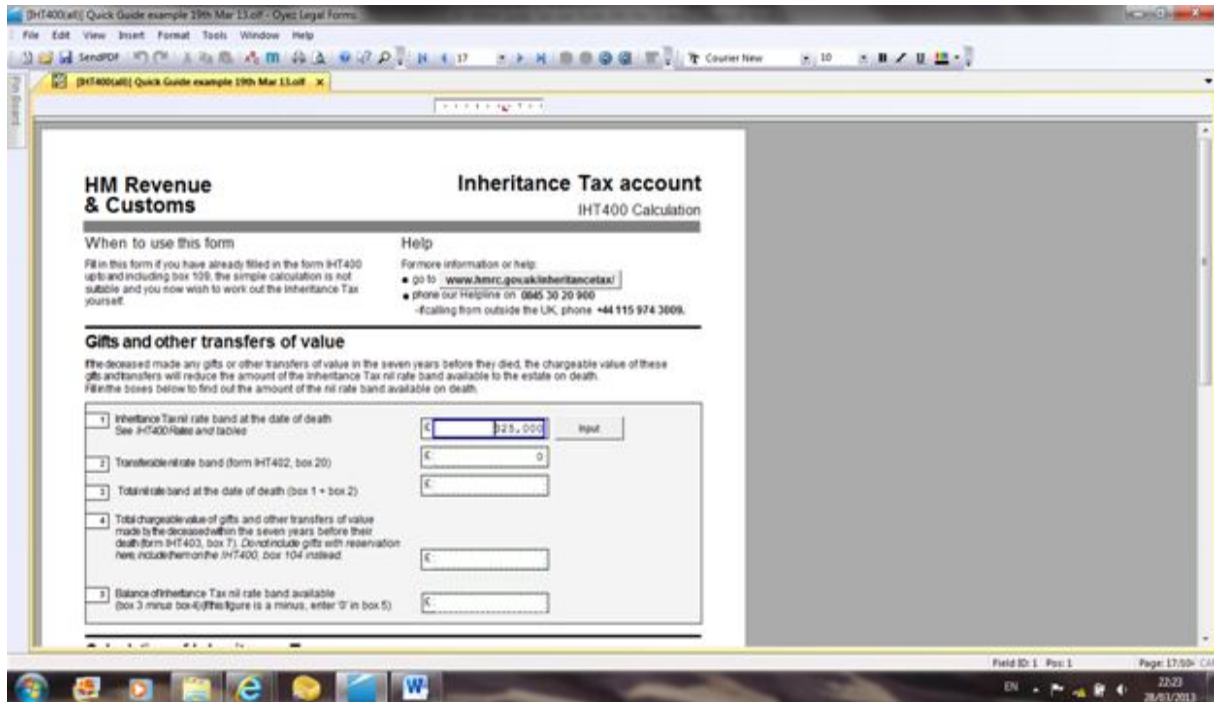 [IHT400(all)] Quick Guide example 19th Mar 13.oif - Oyez Legal Forms
File Edit View Insert Format Tools Window Help
SendPDF 17 Courier New 10 B I U
[IHT400(all)] Quick Guide example 19th Mar 13.oif x
HM Revenue
& Customs
Inheritance Tax account
IHT400 Calculation
When to use this form
Fill in this form if you have already filled in the form IHT400
up to and including box 109, the simple calculation is not
suitable and you now wish to work out the Inheritance Tax
yourself.
Help
For more information or help:
• go to www.hmrc.gov.uk/inheritancetax/
• phone our Helpline on 0845 30 20 900
-if calling from outside the UK, phone +44 115 974 3009.
Gifts and other transfers of value
If the deceased made any gifts or other transfers of value in the seven years before they died, the chargeable value of these
gifts and transfers will reduce the amount of the Inheritance Tax nil rate band available to the estate on death.
Fill in the boxes below to find out the amount of the nil rate band available on death.
1 Inheritance Tax nil rate band at the date of death
See IHT400 Rates and tables
£ 325,000 Input
2 Transferable nil rate band (form IHT402, box 20)
£ 0
3 Total nil rate band at the date of death (box 1 + box 2)
£
4 Total chargeable value of gifts and other transfers of value
made by the deceased within the seven years before their
death (form IHT403, box 7). Do not include gifts with reservation
here, include them on the IHT400, box 104 instead.
£
5 Balance of Inheritance Tax nil rate band available
(box 3 minus box 4) (If this figure is a minus, enter '0' in box 5)
£
Field ID: 1 Pos: 1 Page: 17/50
EN 22:23
28/03/2013